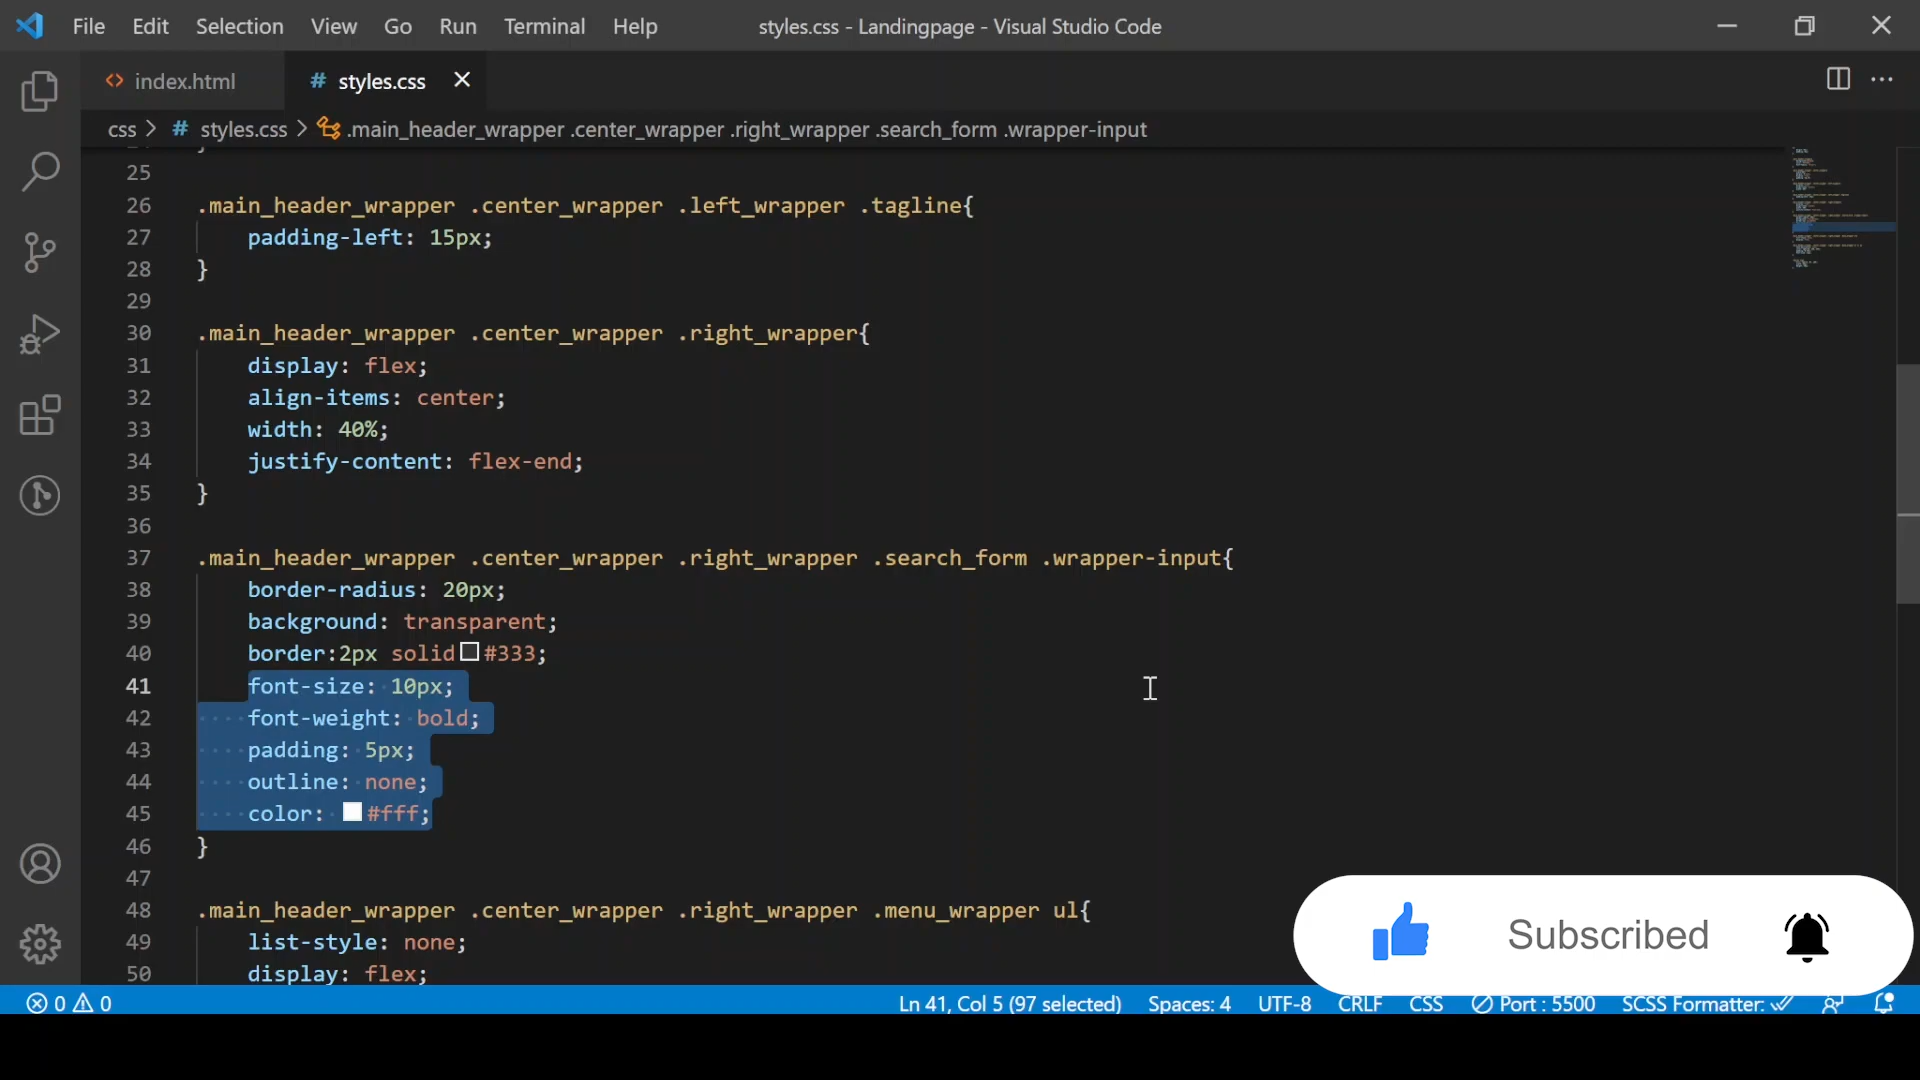 File Edit Selection View Go Run Terminal Help styles.css - Landingpage - Visual Studio Code
index.html # styles.css
css > # styles.css > .main_header_wrapper .center_wrapper .right_wrapper .search_form .wrapper-input
25
26 .main_header_wrapper .center_wrapper .left_wrapper .tagline{
27 padding-left: 15px;
28 }
29
30 .main_header_wrapper .center_wrapper .right_wrapper{
31 display: flex;
32 align-items: center;
33 width: 40%;
34 justify-content: flex-end;
35 }
36
37 .main_header_wrapper .center_wrapper .right_wrapper .search_form .wrapper-input{
38 border-radius: 20px;
39 background: transparent;
40 border:2px solid #333;
41 font-size: 10px;
42 font-weight: bold;
43 padding: 5px;
44 outline: none;
45 color: #fff;
46 }
47
48 .main_header_wrapper .center_wrapper .right_wrapper .menu_wrapper ul{
49 list-style: none;
50 display: flex;
Subscribed
0 0 Ln 41, Col 5 (97 selected) Spaces: 4 UTF-8 CRLF CSS Port : 5500 SCSS Formatter: